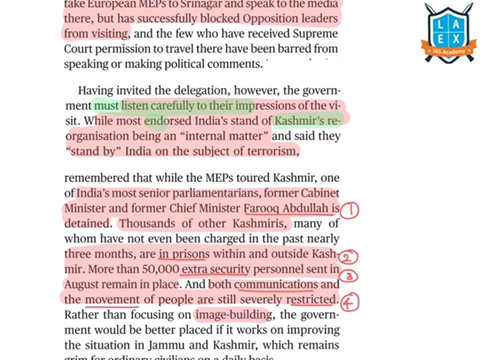 take European MEPs to Srinagar and speak to the media
there, but has successfully blocked Opposition leaders
from visiting, and the few who have received Supreme
Court permission to travel there have been barred from
speaking or making political comments.
LA
EX
IAS Academy
Having invited the delegation, however, the govern-
ment must listen carefully to their impressions of the vi-
sit. While most endorsed India's stand of Kashmir's re-
organisation being an “internal matter” and said they
“stand by” India on the subject of terrorism,
remembered that while the MEPs toured Kashmir, one
of India's most senior parliamentarians, former Cabinet
Minister and former Chief Minister Farooq Abdullah is 1
detained. Thousands of other Kashmiris, many of
whom have not even been charged in the past nearly
three months, are in prisons within and outside Kash- 2
mir. More than 50,000 extra security personnel sent in 3
August remain in place. And both communications and
the movement of people are still severely restricted. 4
Rather than focusing on image-building, the govern-
ment would be better placed if it works on improving
the situation in Jammu and Kashmir, which remains
grim for ordinary civilians on a daily basis.